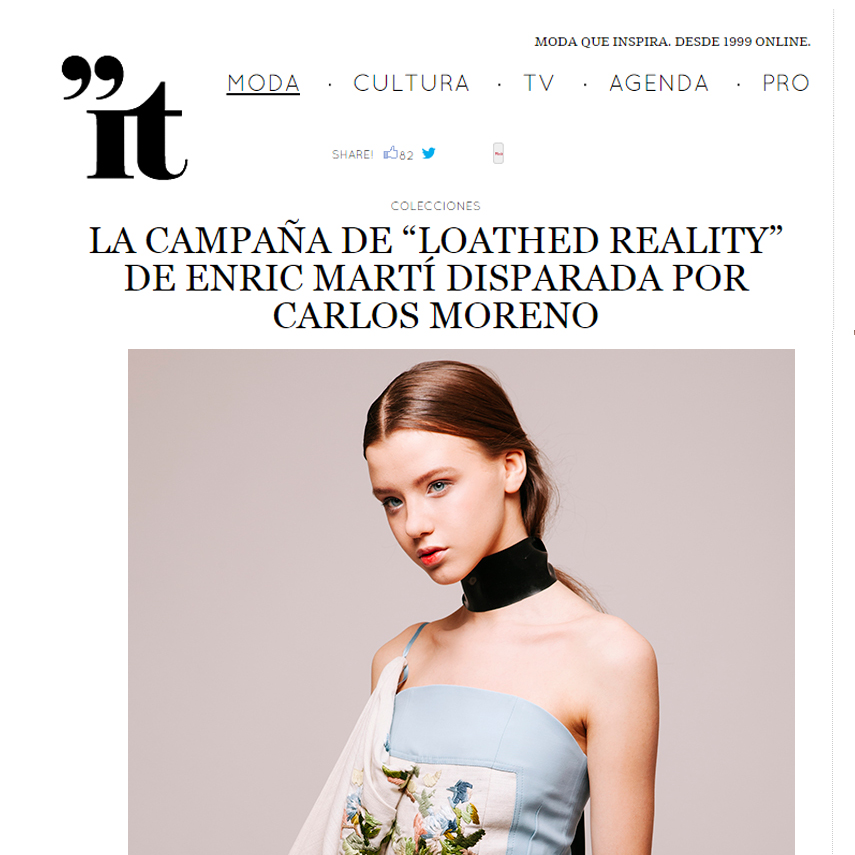 MODA QUE INSPIRA. DESDE 1999 ONLINE.
”it
MODA · CULTURA · TV · AGENDA · PRO
SHARE! 82
COLECCIONES
LA CAMPAÑA DE “LOATHED REALITY”
DE ENRIC MARTÍ DISPARADA POR
CARLOS MORENO